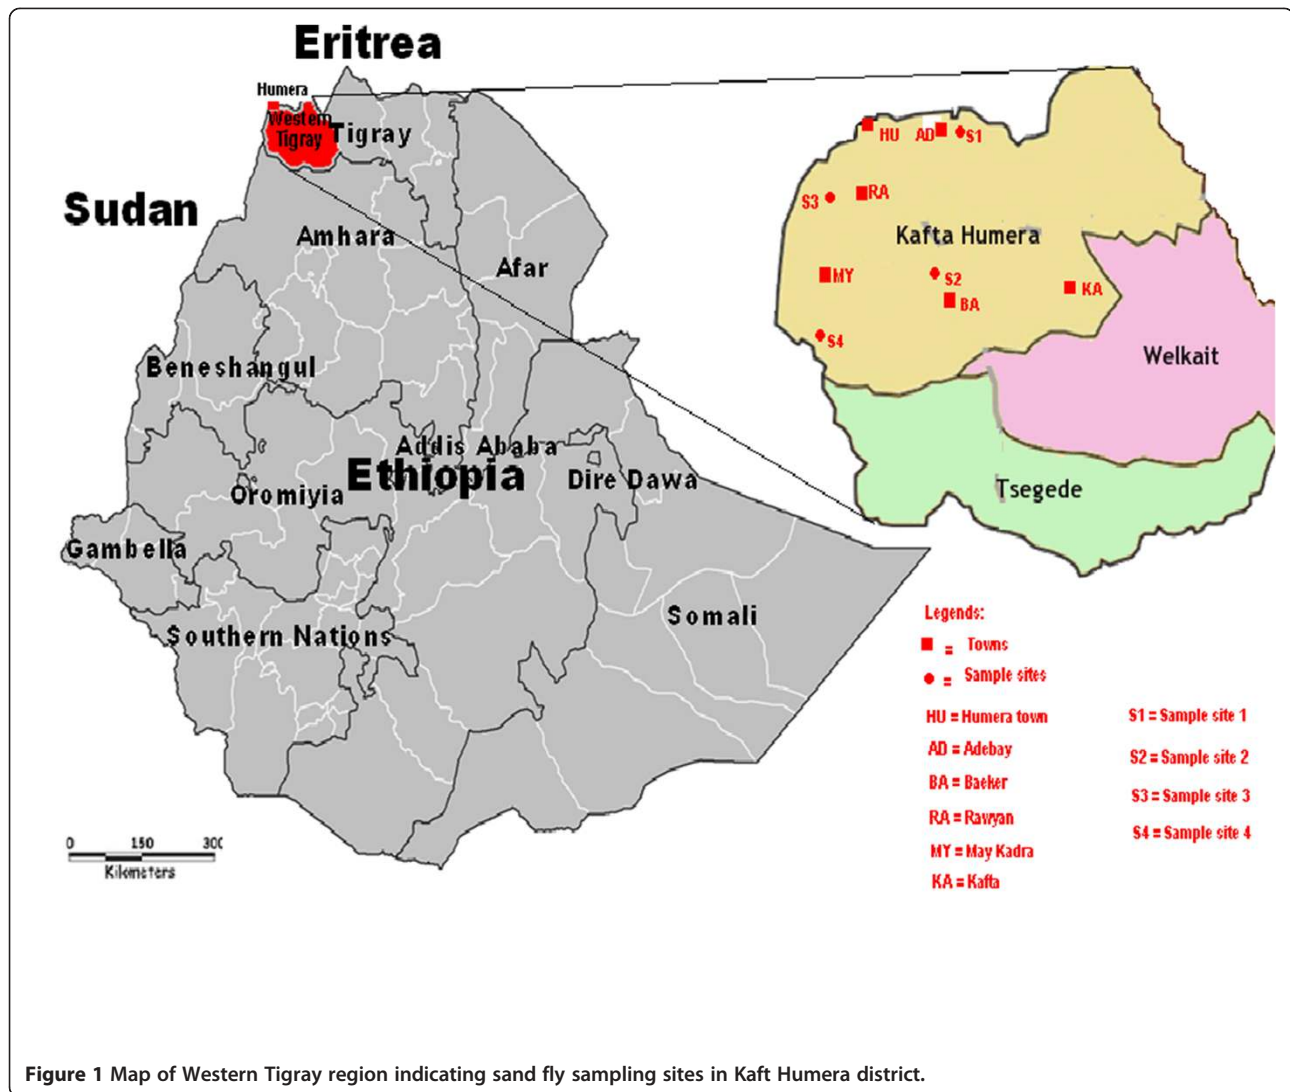 Eritrea
Humera
Western
Tigray
Tigray
Sudan
Amhara
Afar
Beneshangul
Addis Ababa
Ethiopia
Dire Dawa
Oromiyia
Gambella
Southern Nations
Somali
0 150 300
Kilometers
HU
AD
S1
S3
RA
Kafta Humera
MY
S2
BA
KA
S4
Welkait
Tsegede
Legends:
= Towns
= Sample sites
HU = Humera town
AD = Adebay
BA = Baeker
RA = Rawyan
MY = May Kadra
KA = Kafta
S1 = Sample site 1
S2 = Sample site 2
S3 = Sample site 3
S4 = Sample site 4
Figure 1 Map of Western Tigray region indicating sand fly sampling sites in Kaft Humera district.